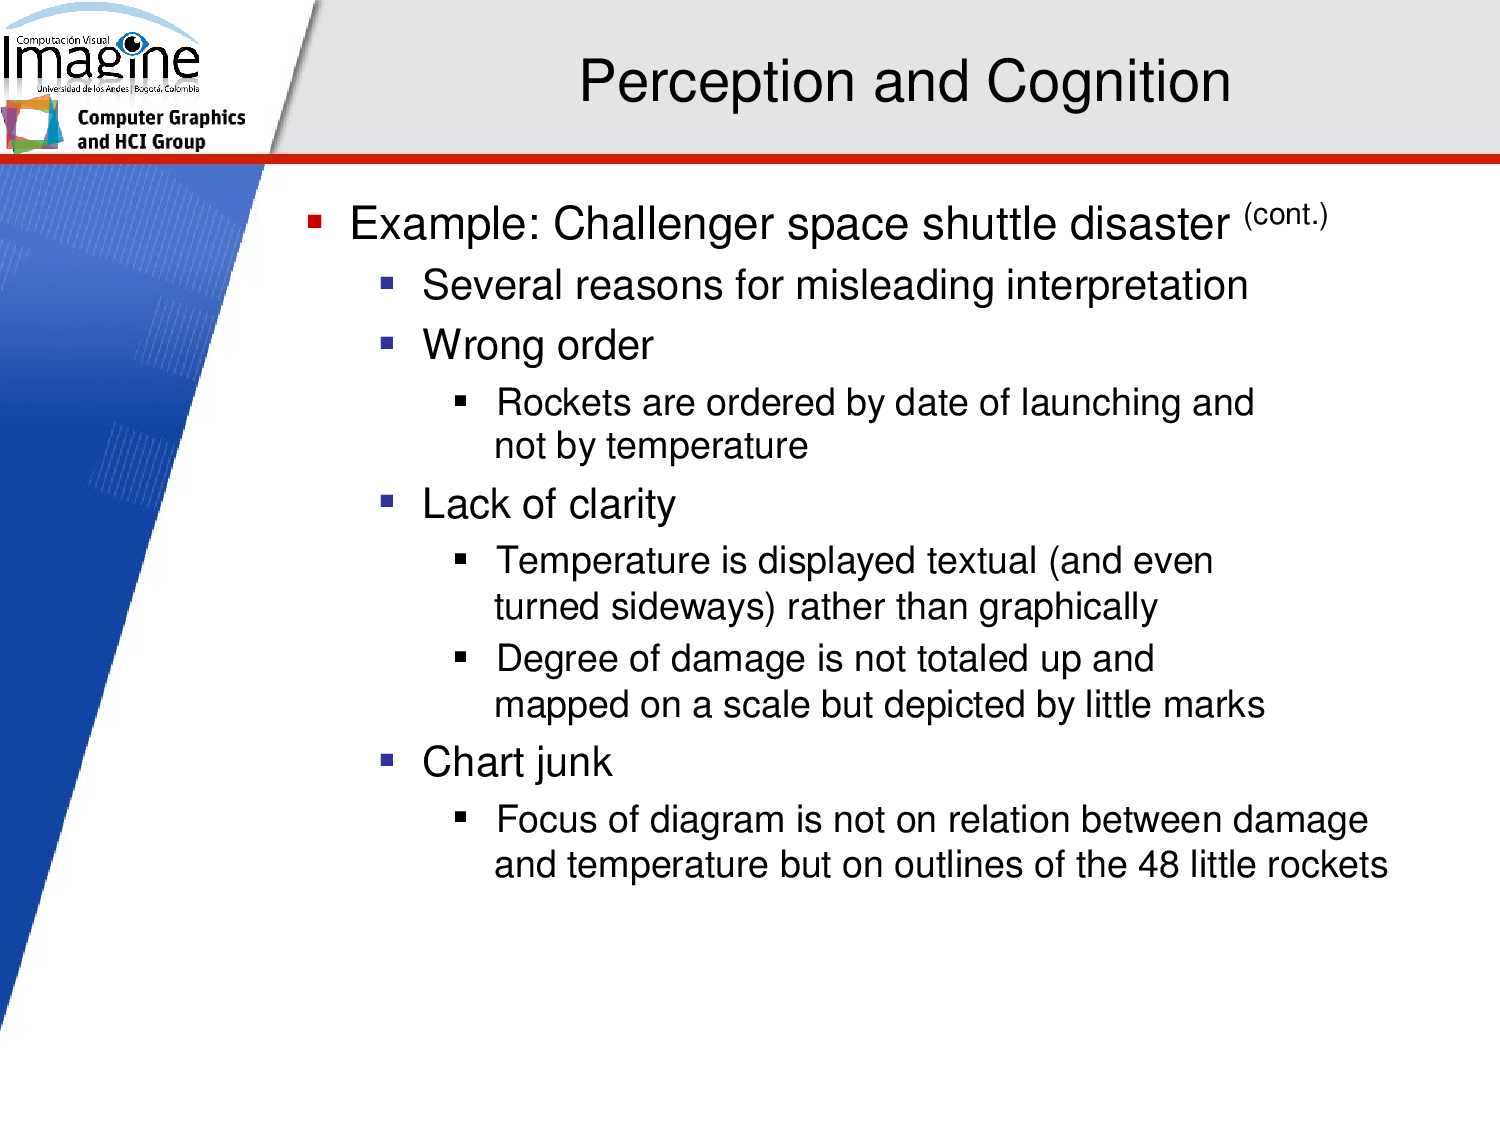 Computación Visual
Imagine
Universidad de los Andes | Bogotá, Colombia
Computer Graphics
and HCI Group
Perception and Cognition
Example: Challenger space shuttle disaster (cont.)
Several reasons for misleading interpretation
Wrong order
Rockets are ordered by date of launching and
not by temperature
Lack of clarity
Temperature is displayed textual (and even
turned sideways) rather than graphically
Degree of damage is not totaled up and
mapped on a scale but depicted by little marks
Chart junk
Focus of diagram is not on relation between damage
and temperature but on outlines of the 48 little rockets